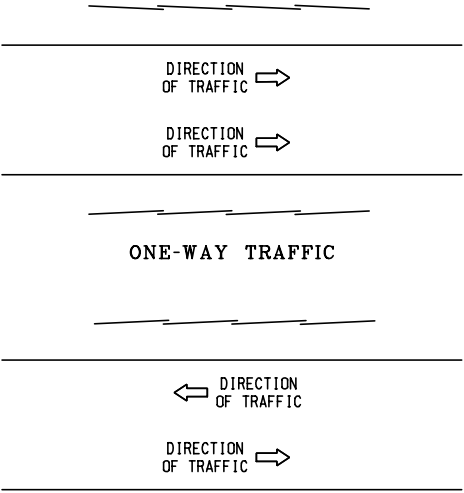 DIRECTION
OF TRAFFIC
DIRECTION
OF TRAFFIC
ONE-WAY TRAFFIC
DIRECTION
OF TRAFFIC
DIRECTION
OF TRAFFIC